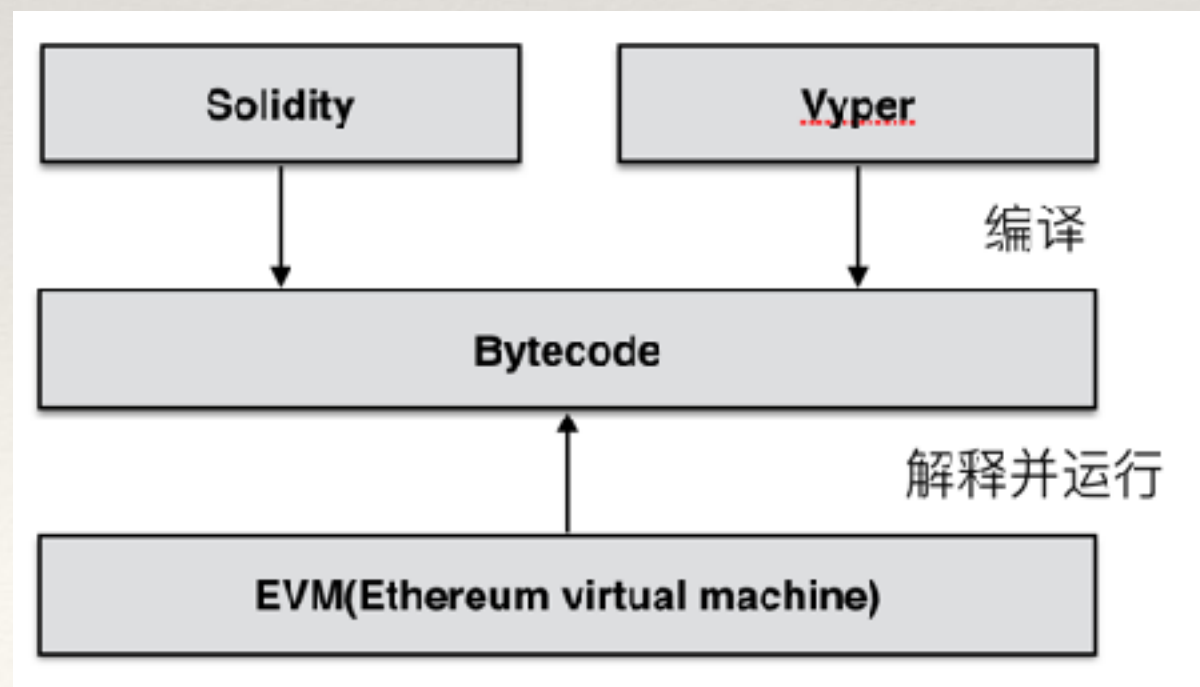 Solidity
Vyper
编译
Bytecode
解释并运行
EVM(Ethereum virtual machine)